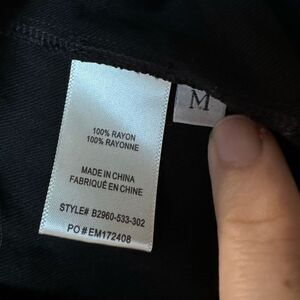 100% RAYON
100% RAYONNE
MADE IN CHINA
FABRIQUÉ EN CHINE
STYLE# B2960-533-302
PO # EM172408
M